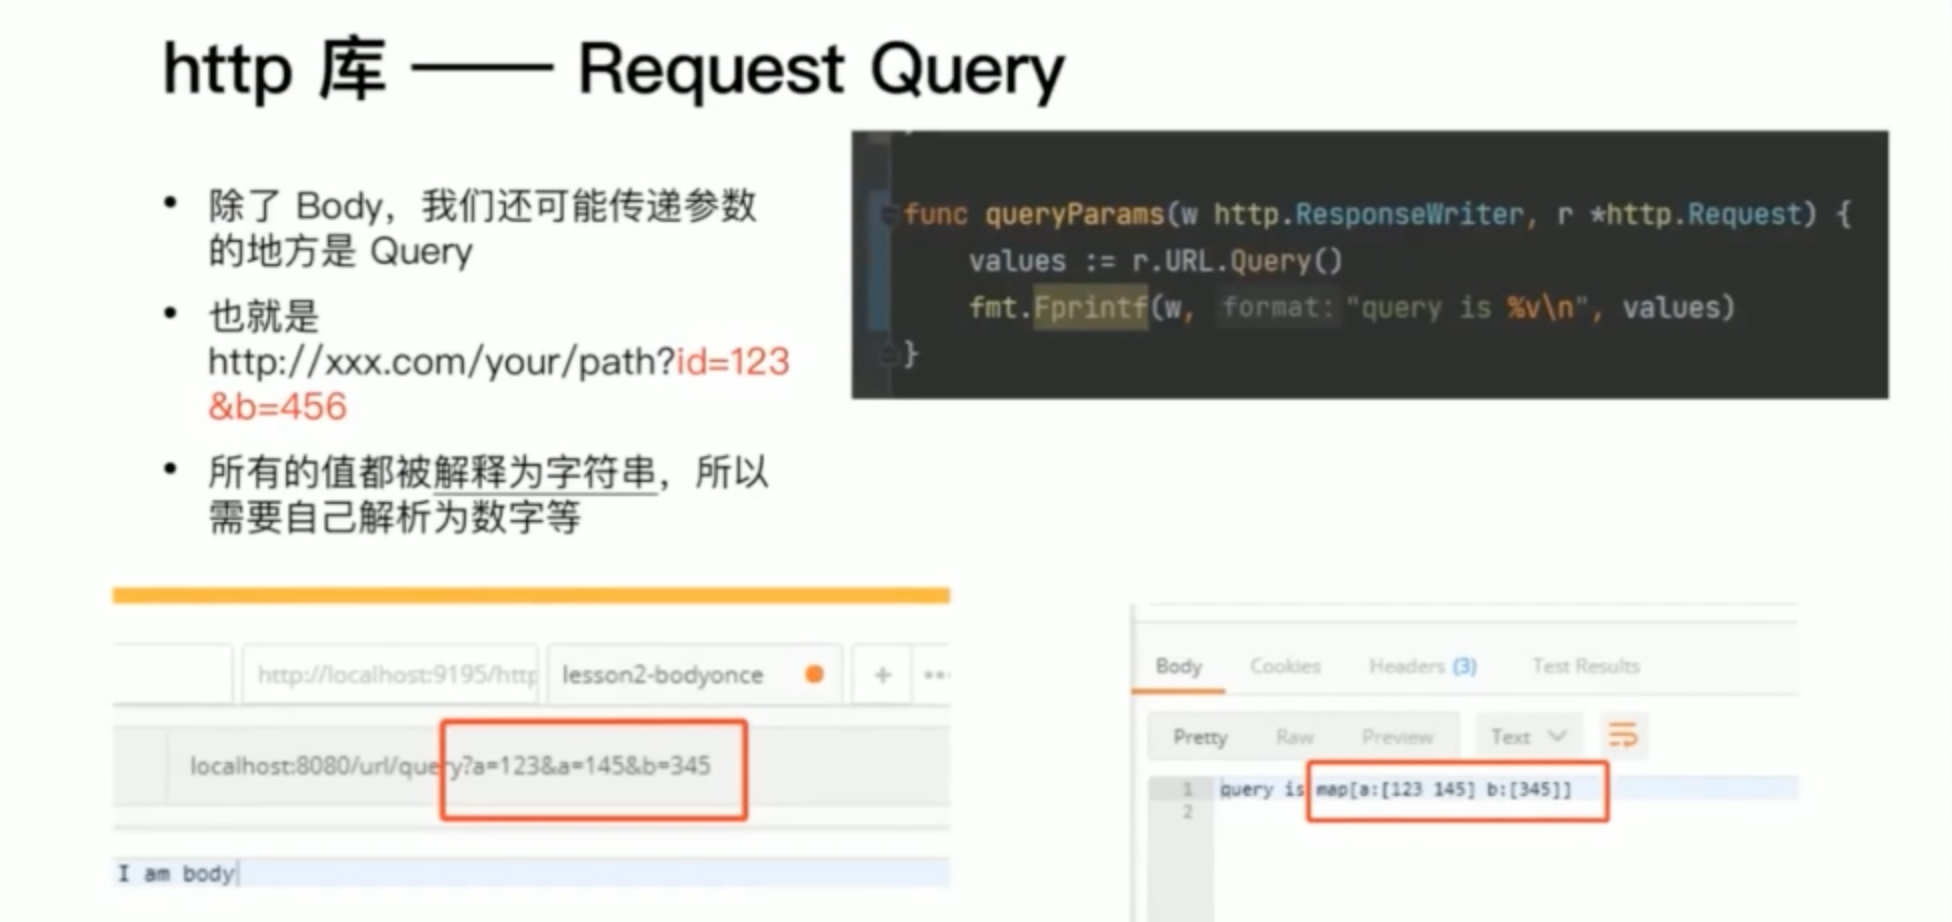 http 库 —— Request Query
• 除了 Body，我们还可能传递参数
的地方是 Query
• 也就是
http://xxx.com/your/path?id=123
&b=456
• 所有的值都被解释为字符串，所以
需要自己解析为数字等
func queryParams(w http.ResponseWriter, r *http.Request) {
values := r.URL.Query()
fmt.Fprintf(w, format: "query is %v\n", values)
}
http://localhost:9195/http lesson2-bodyonce + •••
localhost:8080/url/query?a=123&a=145&b=345
I am body
Body Cookies Headers (3) Test Results
Pretty Raw Preview Text
1 query is map[a:[123 145] b:[345]]
2